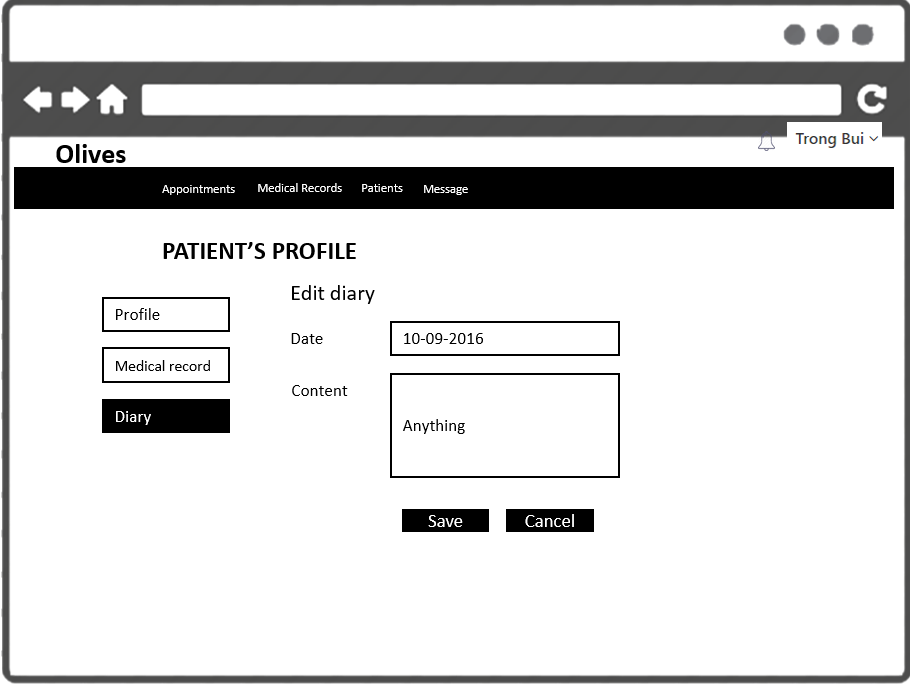 Trong Bui
Olives
Appointments Medical Records Patients Message
PATIENT’S PROFILE
Edit diary
Profile
Date 10-09-2016
Medical record
Content
Diary
Anything
Save Cancel